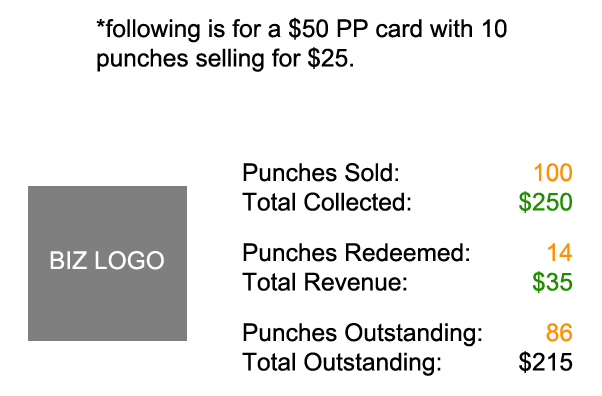 *following is for a $50 PP card with 10
punches selling for $25.
Punches Sold: 100
Total Collected: $250
BIZ LOGO
Punches Redeemed: 14
Total Revenue: $35
Punches Outstanding: 86
Total Outstanding: $215